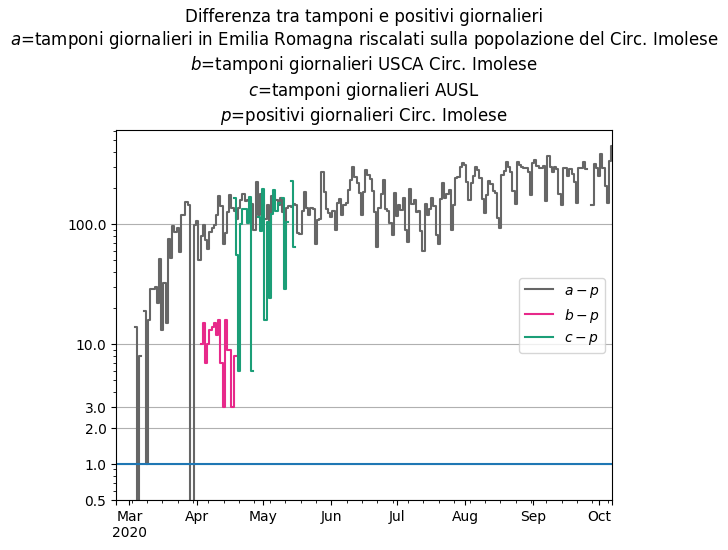 Differenza tra tamponi e positivi giornalieri
a=tamponi giornalieri in Emilia Romagna riscalati sulla popolazione del Circ. Imolese
b=tamponi giornalieri USCA Circ. Imolese
c=tamponi giornalieri AUSL
p=positivi giornalieri Circ. Imolese
100.0
10.0
3.0
2.0
1.0
0.5
a − p
b − p
c − p
Mar Apr May Jun Jul Aug Sep Oct
2020